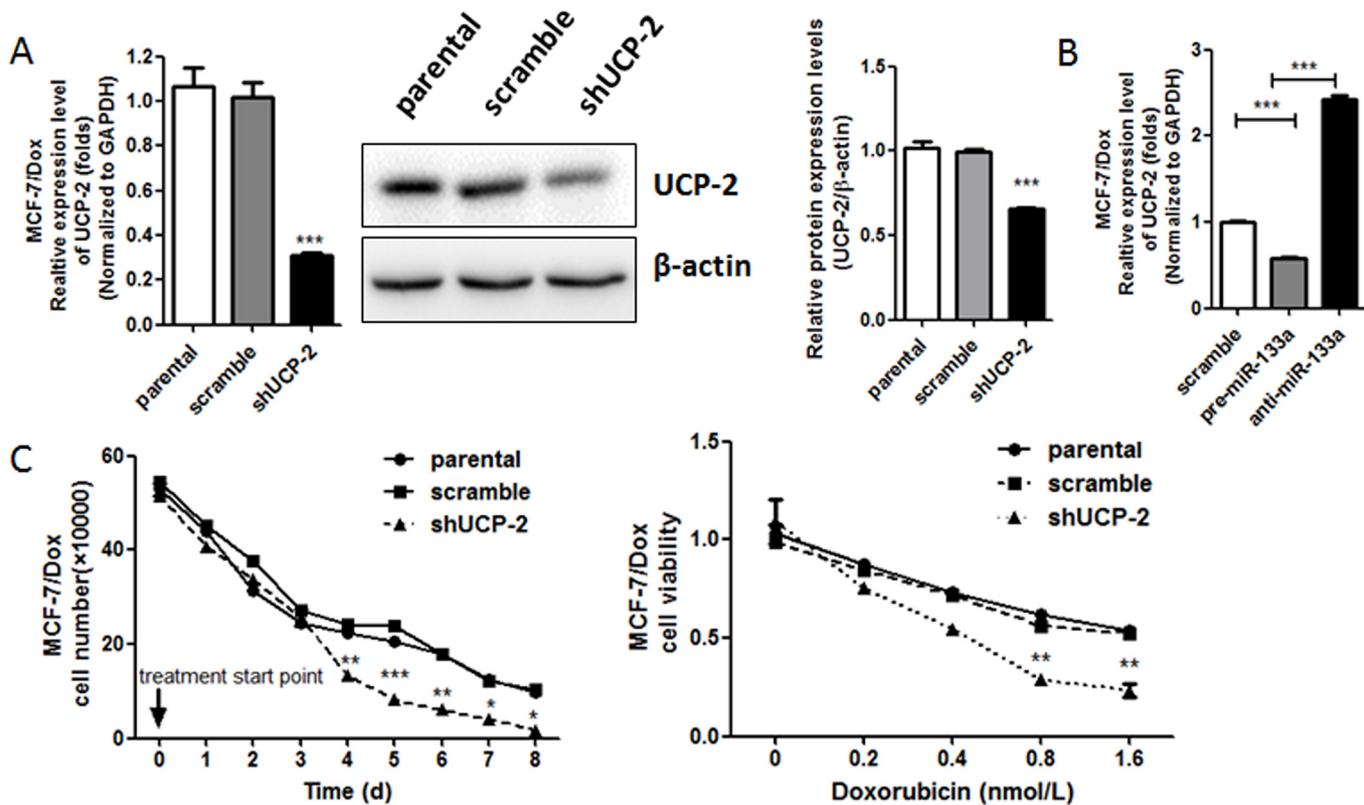 A
MCF-7/Dox
Realtive expression level
of UCP-2 (folds)
(Normalized to GAPDH)
1.2
1.0
0.8
0.6
0.4
0.2
0.0
***
parental
scramble
shUCP-2
parental
scramble
shUCP-2
UCP-2
β-actin
Relative protein expression levels
(UCP-2/β-actin)
1.5
1.0
0.5
0.0
***
parental
scramble
shUCP-2
B
MCF-7/Dox
Realtive expression level
of UCP-2 (folds)
(Normalized to GAPDH)
3
2
1
0
***
***
scramble
pre-miR-133a
anti-miR-133a
C
MCF-7/Dox
cell number(×10000)
60
40
20
0
parental
scramble
shUCP-2
treatment start point
**
***
**
*
*
0 1 2 3 4 5 6 7 8
Time (d)
MCF-7/Dox
cell viability
1.5
1.0
0.5
0.0
parental
scramble
shUCP-2
**
**
0 0.2 0.4 0.8 1.6
Doxorubicin (nmol/L)